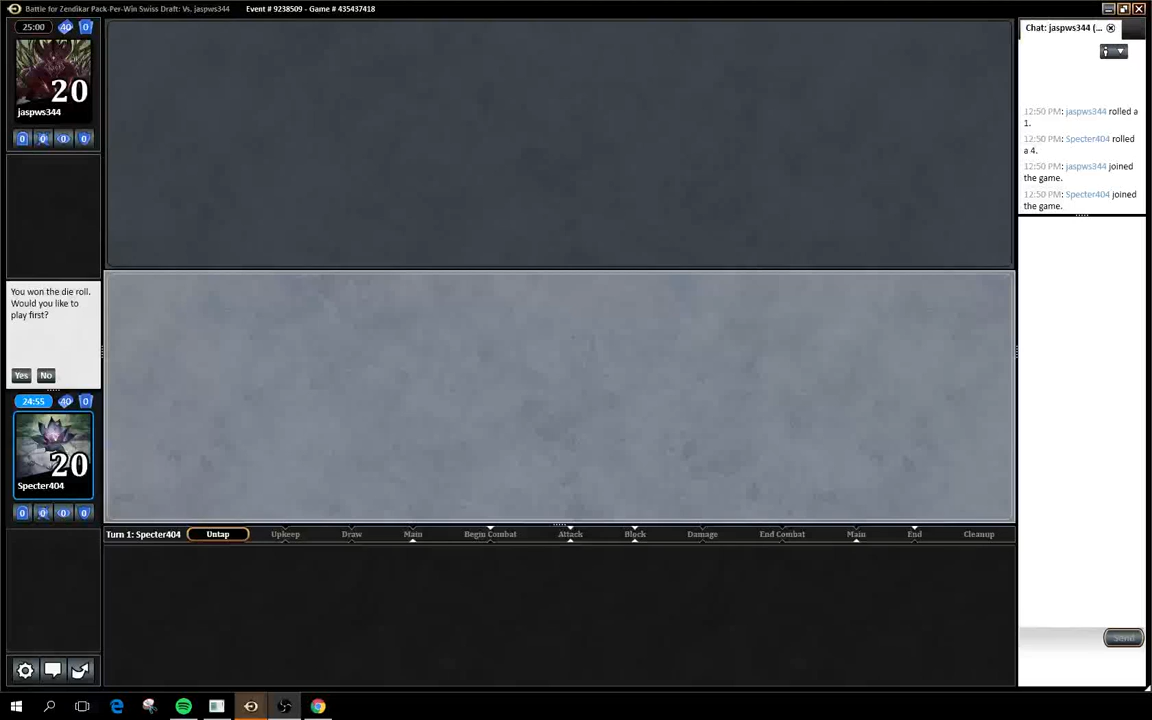 Battle for Zendikar Pack-Per-Win Swiss Draft: Vs. jaspws344
Event # 9238509 - Game # 435437418
25:00 40 0
20
jaspws344
0 0 0 0
Chat: jaspws344 (...
12:50 PM: jaspws344 rolled a
1.
12:50 PM: Specter404 rolled
a 4.
12:50 PM: jaspws344 joined
the game.
12:50 PM: Specter404 joined
the game.
You won the die roll.
Would you like to
play first?
Yes No
24:55 40 0
20
Specter404
0 0 0 0
Turn 1: Specter404 Untap Upkeep Draw Main Begin Combat Attack Block Damage End Combat Main End Cleanup
Send